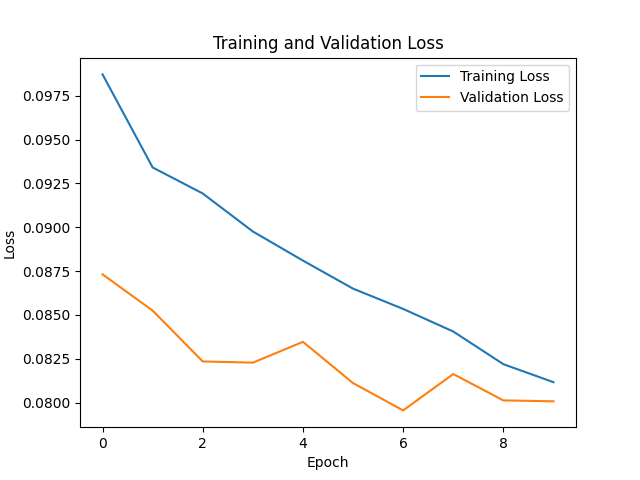 Training and Validation Loss
Training Loss
Validation Loss
0.0975
0.0950
0.0925
0.0900
0.0875
0.0850
0.0825
0.0800
Loss
0 2 4 6 8
Epoch